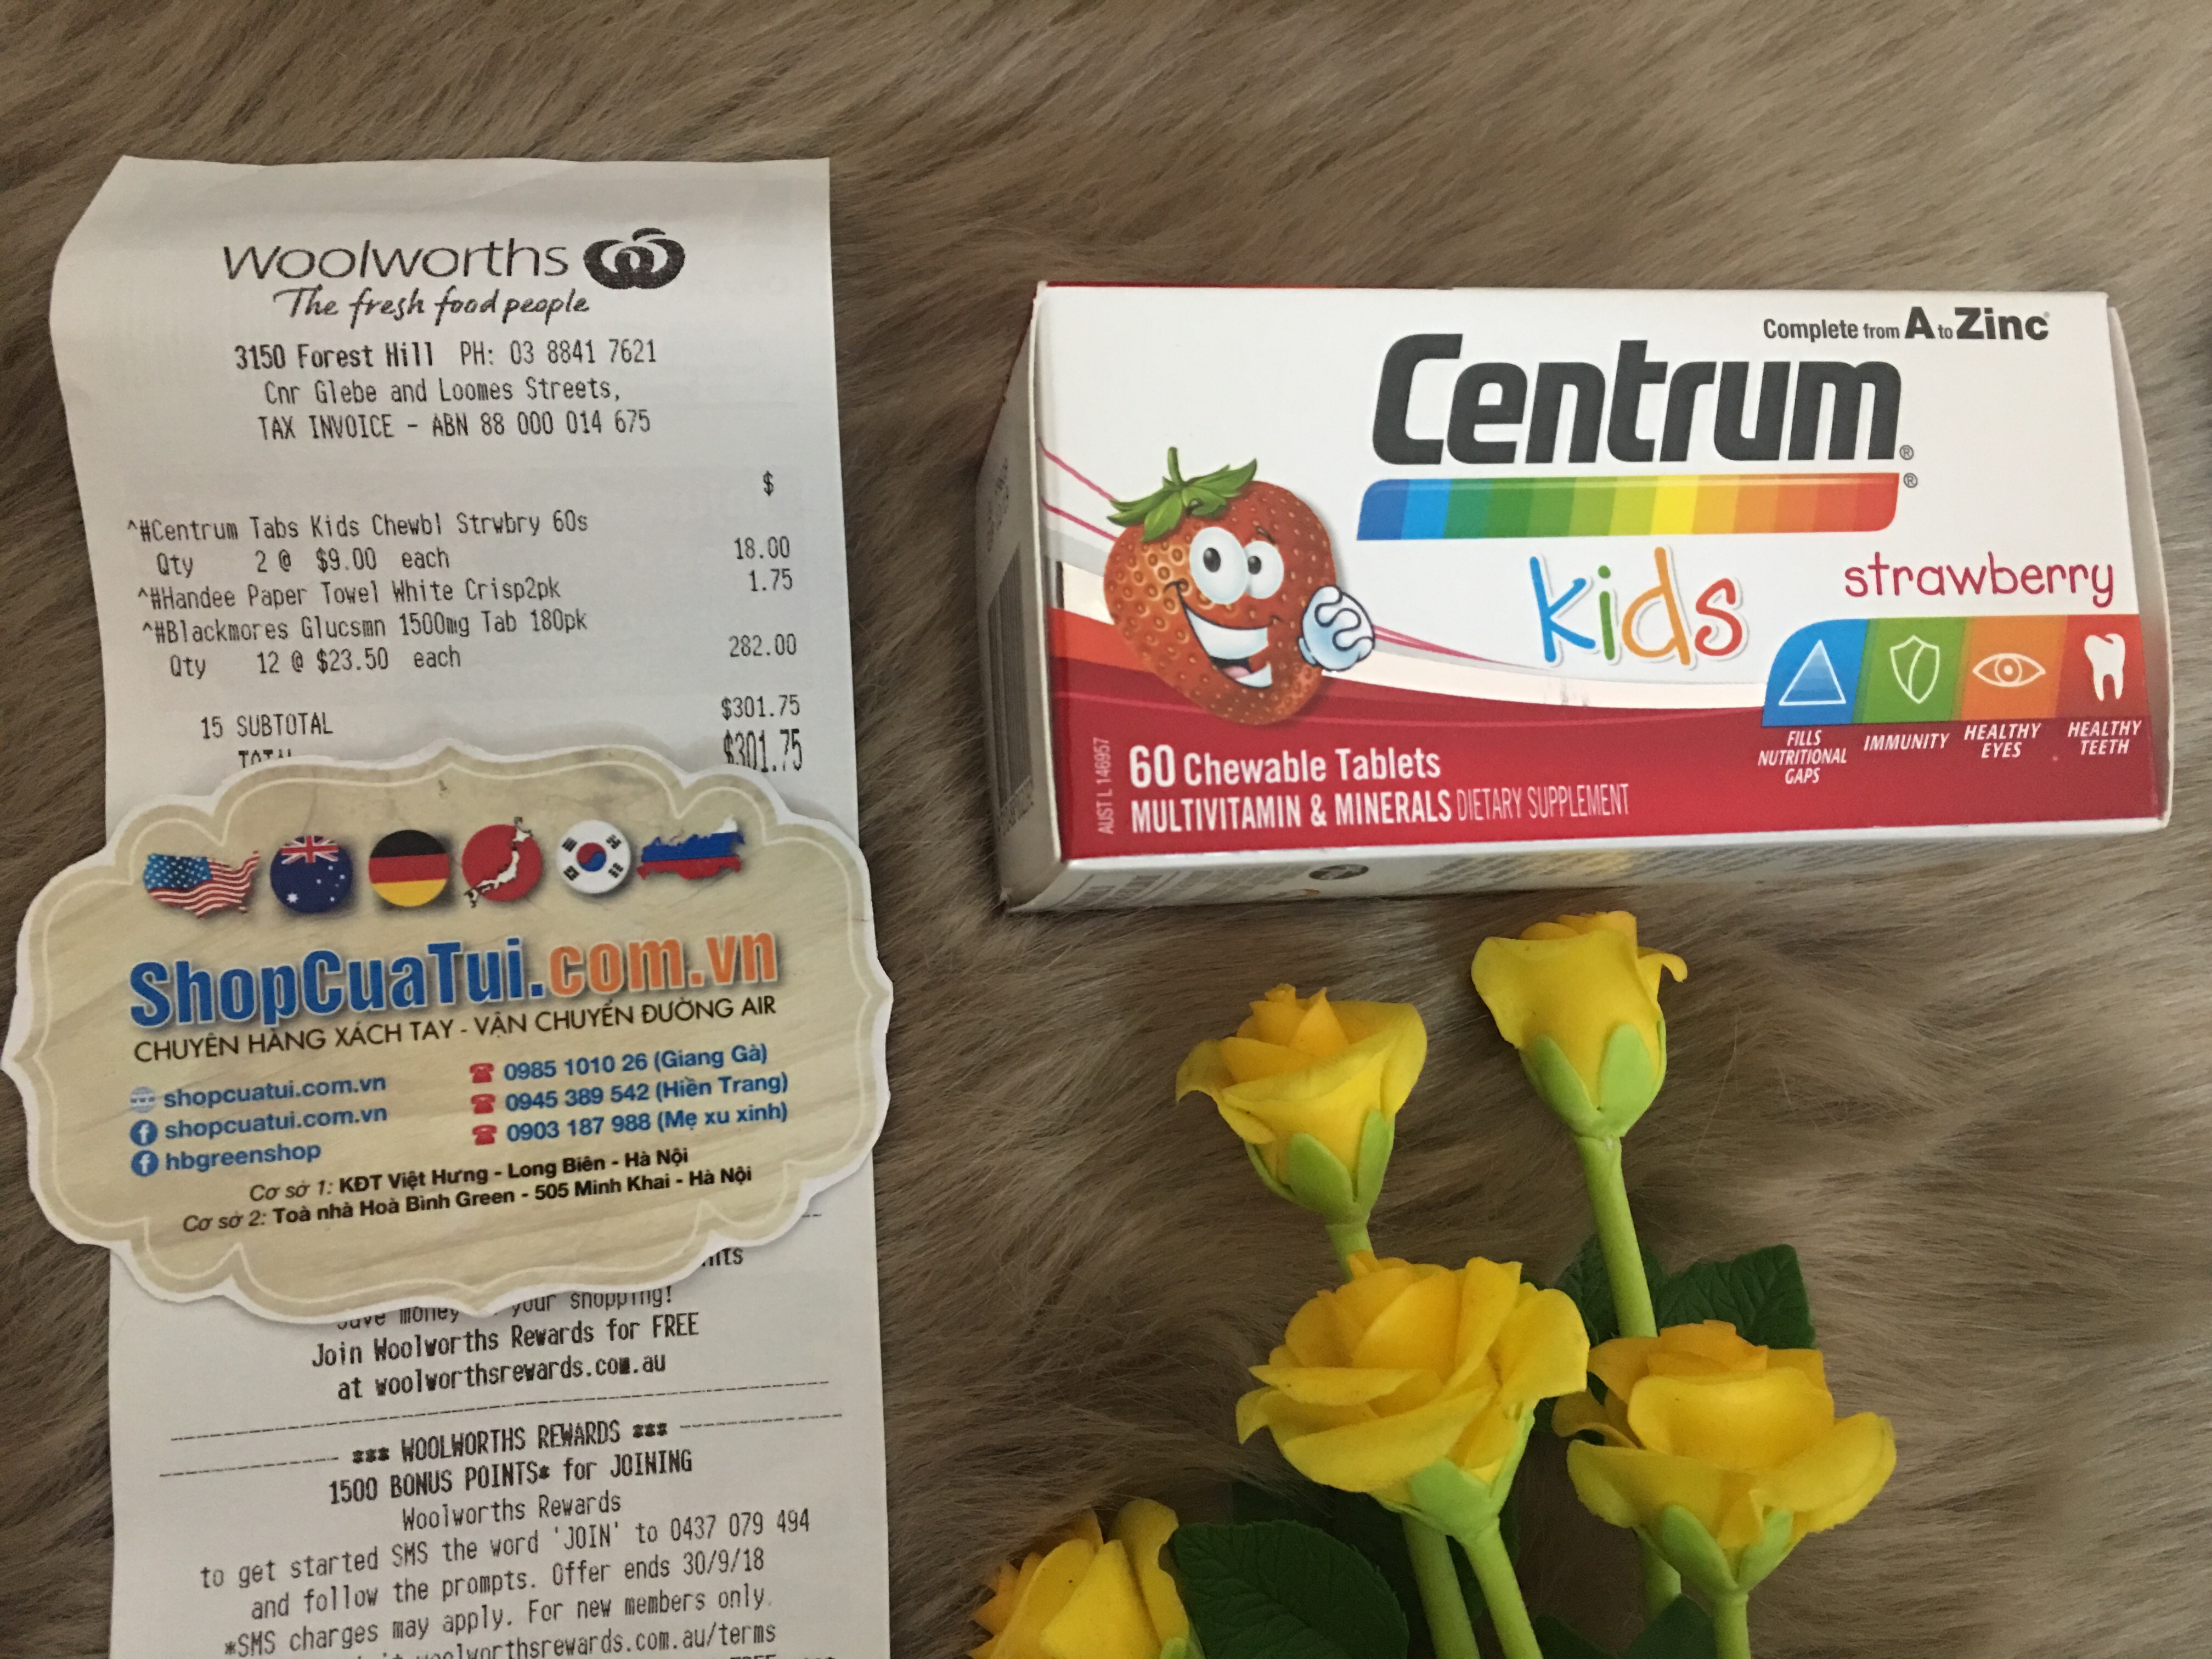 Woolworths
The fresh food people
3150 Forest Hill PH: 03 8841 7621
Cnr Glebe and Loomes Streets,
TAX INVOICE - ABN 88 000 014 675
$
^#Centrum Tabs Kids Chewbl Strwbry 60s
Qty 2 @ $9.00 each 18.00
^#Handee Paper Towel White Crisp2pk 1.75
^#Blackmores Glucsmn 1500mg Tab 180pk
Qty 12 @ $23.50 each 282.00
15 SUBTOTAL $301.75
TOTAL $301.75
ShopCuaTui.com.vn
CHUYÊN HÀNG XÁCH TAY - VẬN CHUYỂN ĐƯỜNG AIR
shopcuatui.com.vn
shopcuatui.com.vn
hbgreenshop
0985 1010 26 (Giang Gà)
0945 389 542 (Hiền Trang)
0903 187 988 (Mẹ xu xinh)
Cơ sở 1: KĐT Việt Hưng - Long Biên - Hà Nội
Cơ sở 2: Toà nhà Hoà Bình Green - 505 Minh Khai - Hà Nội
save money your shopping!
Join Woolworths Rewards for FREE
at woolworthsrewards.com.au
*** WOOLWORTHS REWARDS ***
1500 BONUS POINTS* for JOINING
Woolworths Rewards
to get started SMS the word 'JOIN' to 0437 079 494
and follow the prompts. Offer ends 30/9/18
*SMS charges may apply. For new members only.
woolworthsrewards.com.au/terms
Complete from A to Zinc®
Centrum®
®
kids
strawberry
FILLS NUTRITIONAL GAPS
IMMUNITY
HEALTHY EYES
HEALTHY TEETH
60 Chewable Tablets
MULTIVITAMIN & MINERALS DIETARY SUPPLEMENT
AUST L 146957